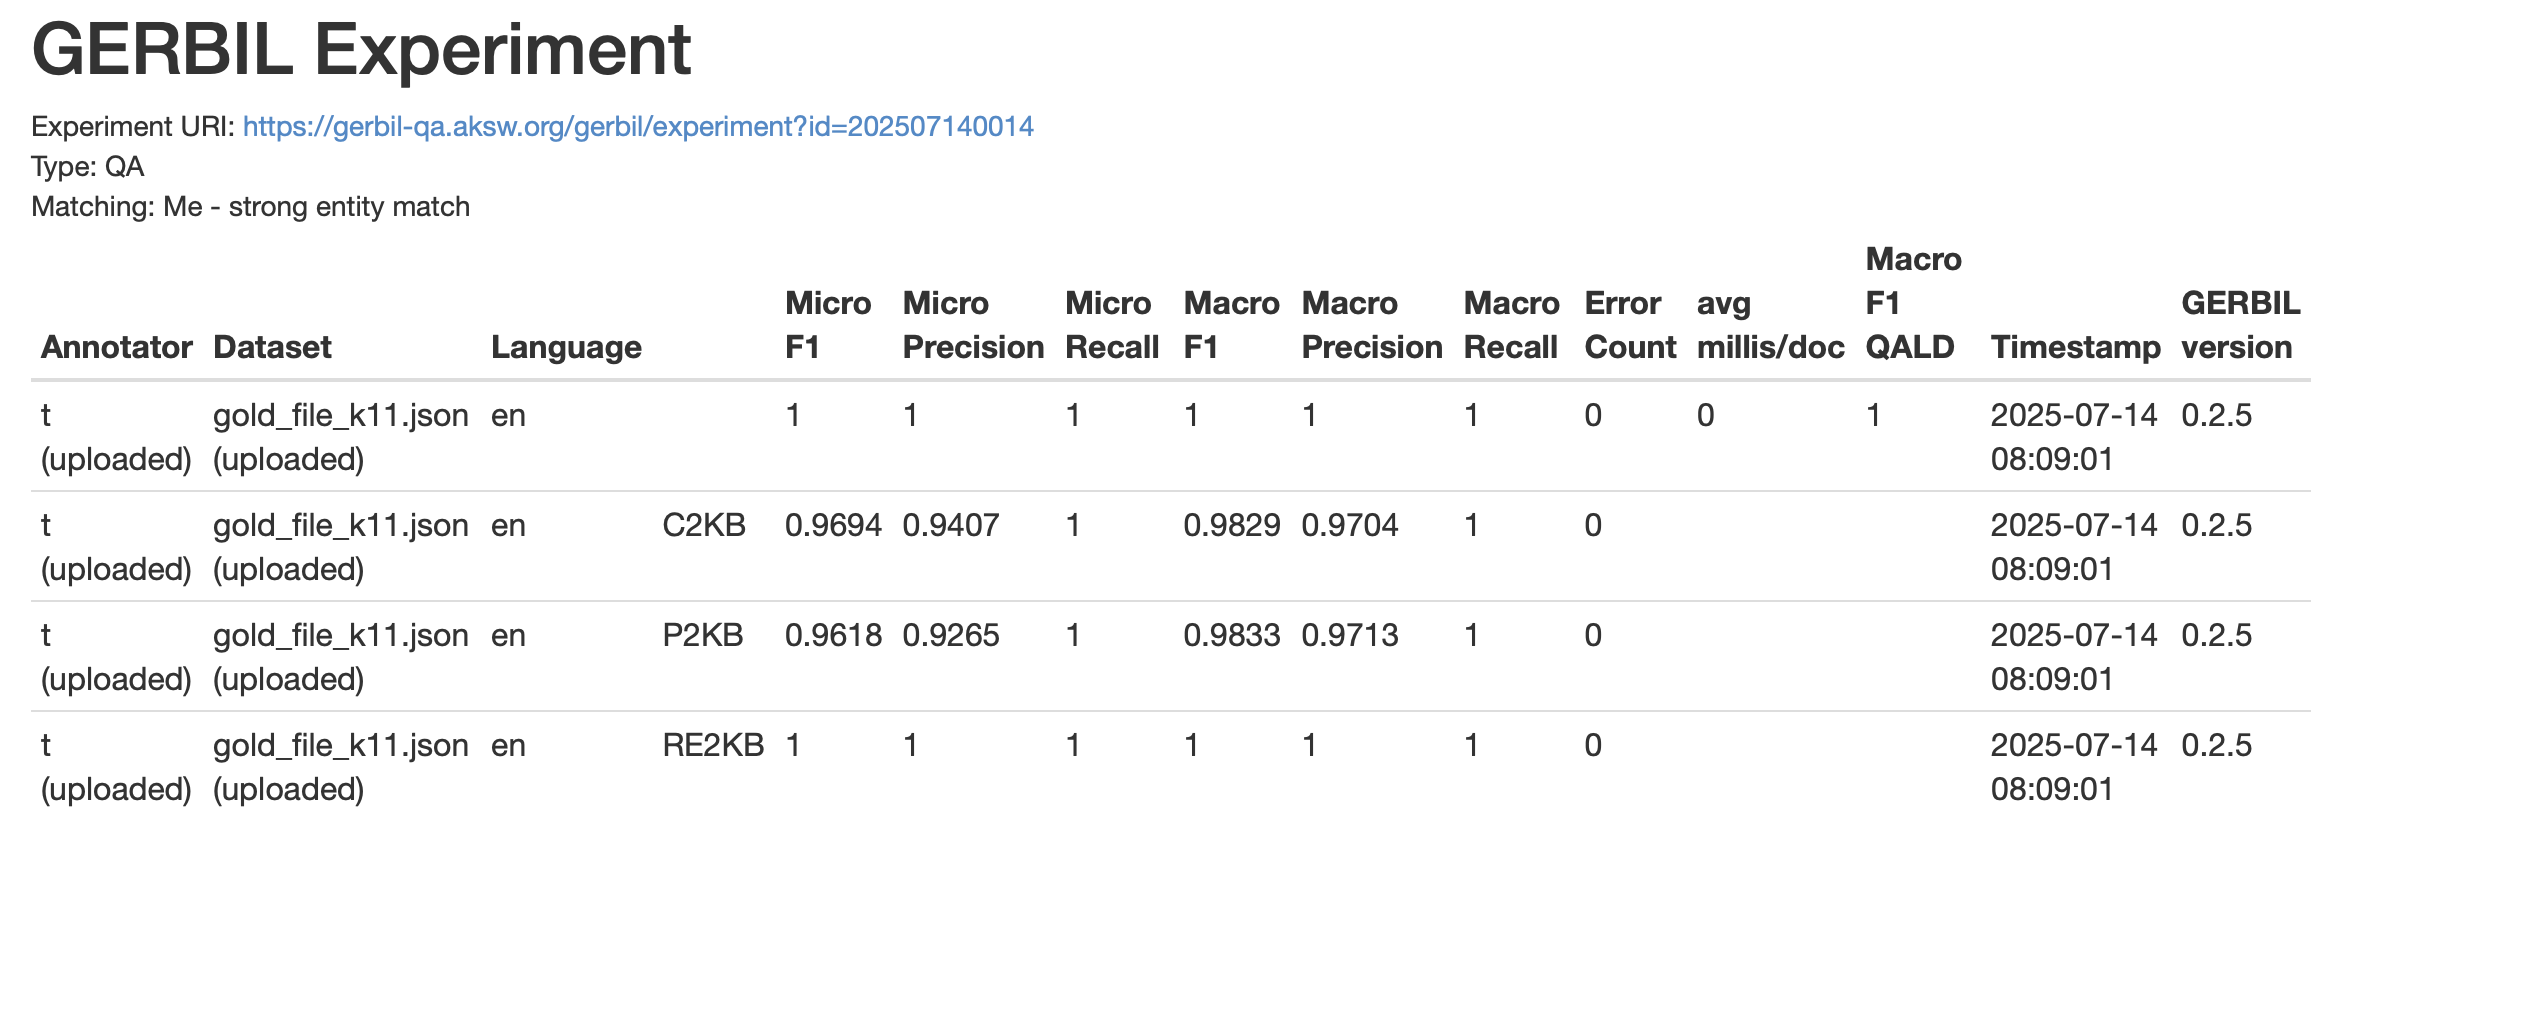 GERBIL Experiment
Experiment URI: https://gerbil-qa.aksw.org/gerbil/experiment?id=202507140014
Type: QA
Matching: Me - strong entity match
Annotator Dataset Language Micro F1 Micro Precision Micro Recall Macro F1 Macro Precision Macro Recall Error Count avg millis/doc Macro F1 QALD Timestamp GERBIL version
t (uploaded) gold_file_k11.json (uploaded) en 1 1 1 1 1 1 0 0 1 2025-07-14 08:09:01 0.2.5
t (uploaded) gold_file_k11.json (uploaded) en C2KB 0.9694 0.9407 1 0.9829 0.9704 1 0 2025-07-14 08:09:01 0.2.5
t (uploaded) gold_file_k11.json (uploaded) en P2KB 0.9618 0.9265 1 0.9833 0.9713 1 0 2025-07-14 08:09:01 0.2.5
t (uploaded) gold_file_k11.json (uploaded) en RE2KB 1 1 1 1 1 1 0 2025-07-14 08:09:01 0.2.5